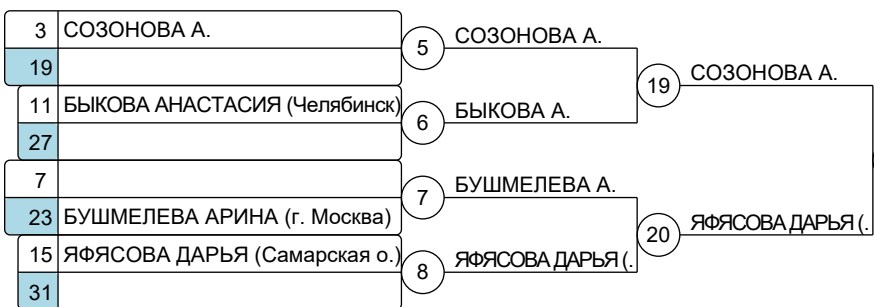 3 СОЗОНОВА А.
19
11 БЫКОВА АНАСТАСИЯ (Челябинск)
27
7
23 БУШМЕЛЕВА АРИНА (г. Москва)
15 ЯФЯСОВА ДАРЬЯ (Самарская о.)
31
5 СОЗОНОВА А.
6 БЫКОВА А.
7 БУШМЕЛЕВА А.
8 ЯФЯСОВА ДАРЬЯ (.
19 СОЗОНОВА А.
20 ЯФЯСОВА ДАРЬЯ (.